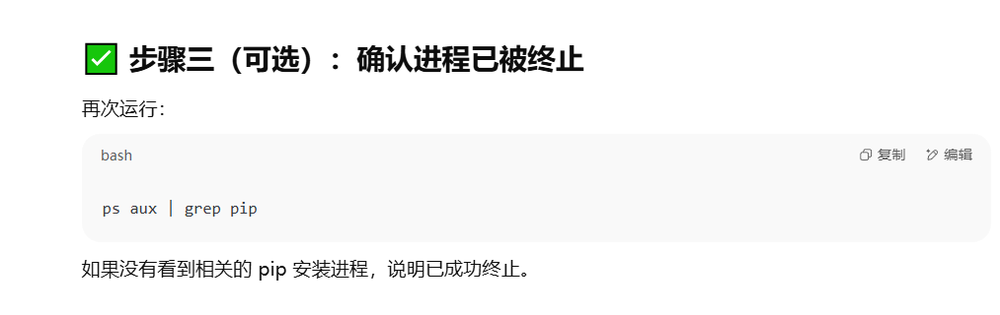 ✅ 步骤三（可选）：确认进程已被终止
再次运行：
bash 复制 编辑
ps aux | grep pip
如果没有看到相关的 pip 安装进程，说明已成功终止。